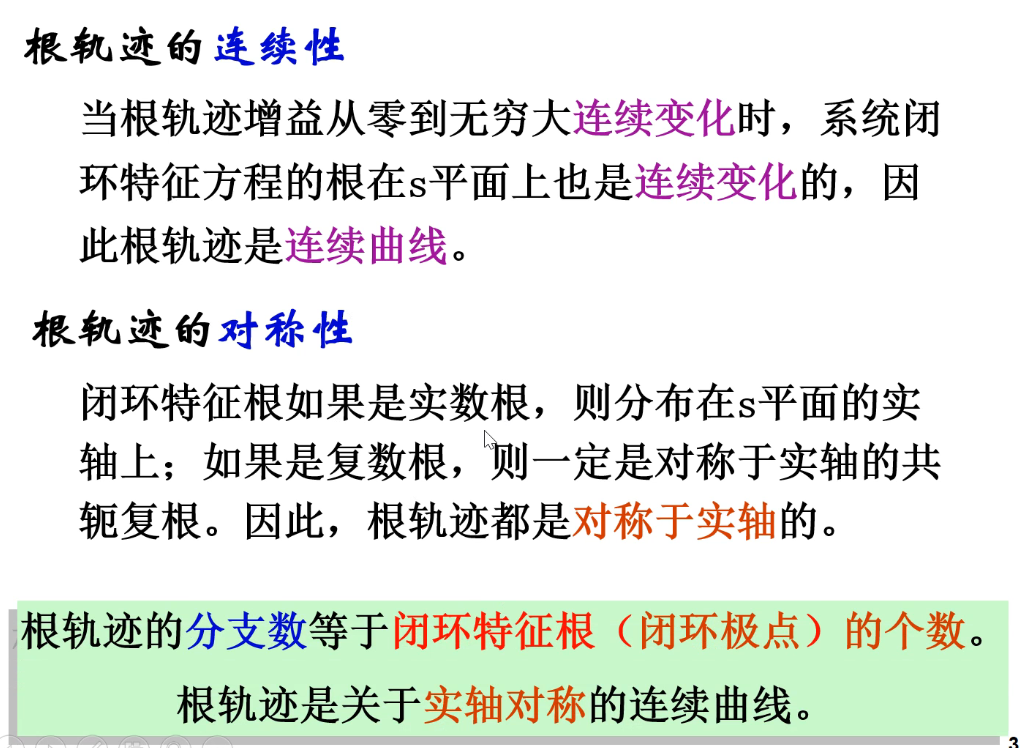 根轨迹的连续性
当根轨迹增益从零到无穷大连续变化时，系统闭
环特征方程的根在s平面上也是连续变化的，因
此根轨迹是连续曲线。
根轨迹的对称性
闭环特征根如果是实数根，则分布在s平面的实
轴上；如果是复数根，则一定是对称于实轴的共
轭复根。因此，根轨迹都是对称于实轴的。
根轨迹的分支数等于闭环特征根（闭环极点）的个数。
根轨迹是关于实轴对称的连续曲线。
3